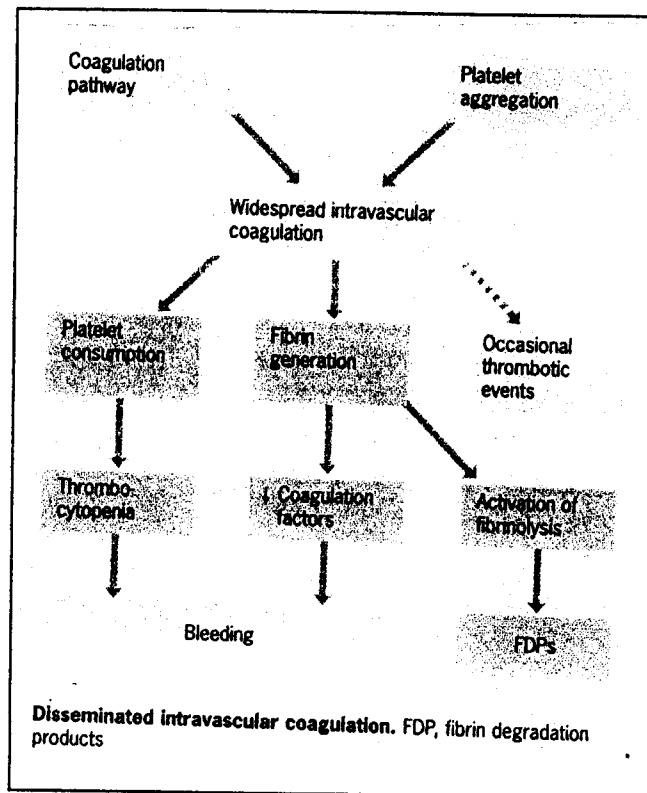 Coagulation
pathway
Platelet
aggregation
Widespread intravascular
coagulation
Platelet
consumption
Fibrin
generation
Occasional
thrombotic
events
Thrombo-
cytopenia
↓ Coagulation
factors
Activation of
fibrinolysis
Bleeding
FDPs
Disseminated intravascular coagulation. FDP, fibrin degradation
products